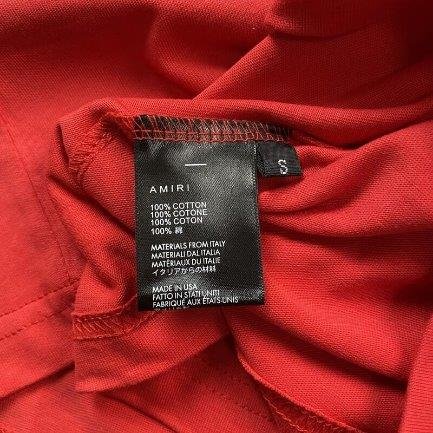 AMIRI
S
100% COTTON
100% COTONE
100% COTON
100% 綿
MATERIALS FROM ITALY
MATERIALI DAL ITALIA
MATÉRIAUX DU ITALIE
イタリアからの材料
MADE IN USA
FATTO IN STATI UNITI
FABRIQUÉ AUX ÉTATS-UNIS